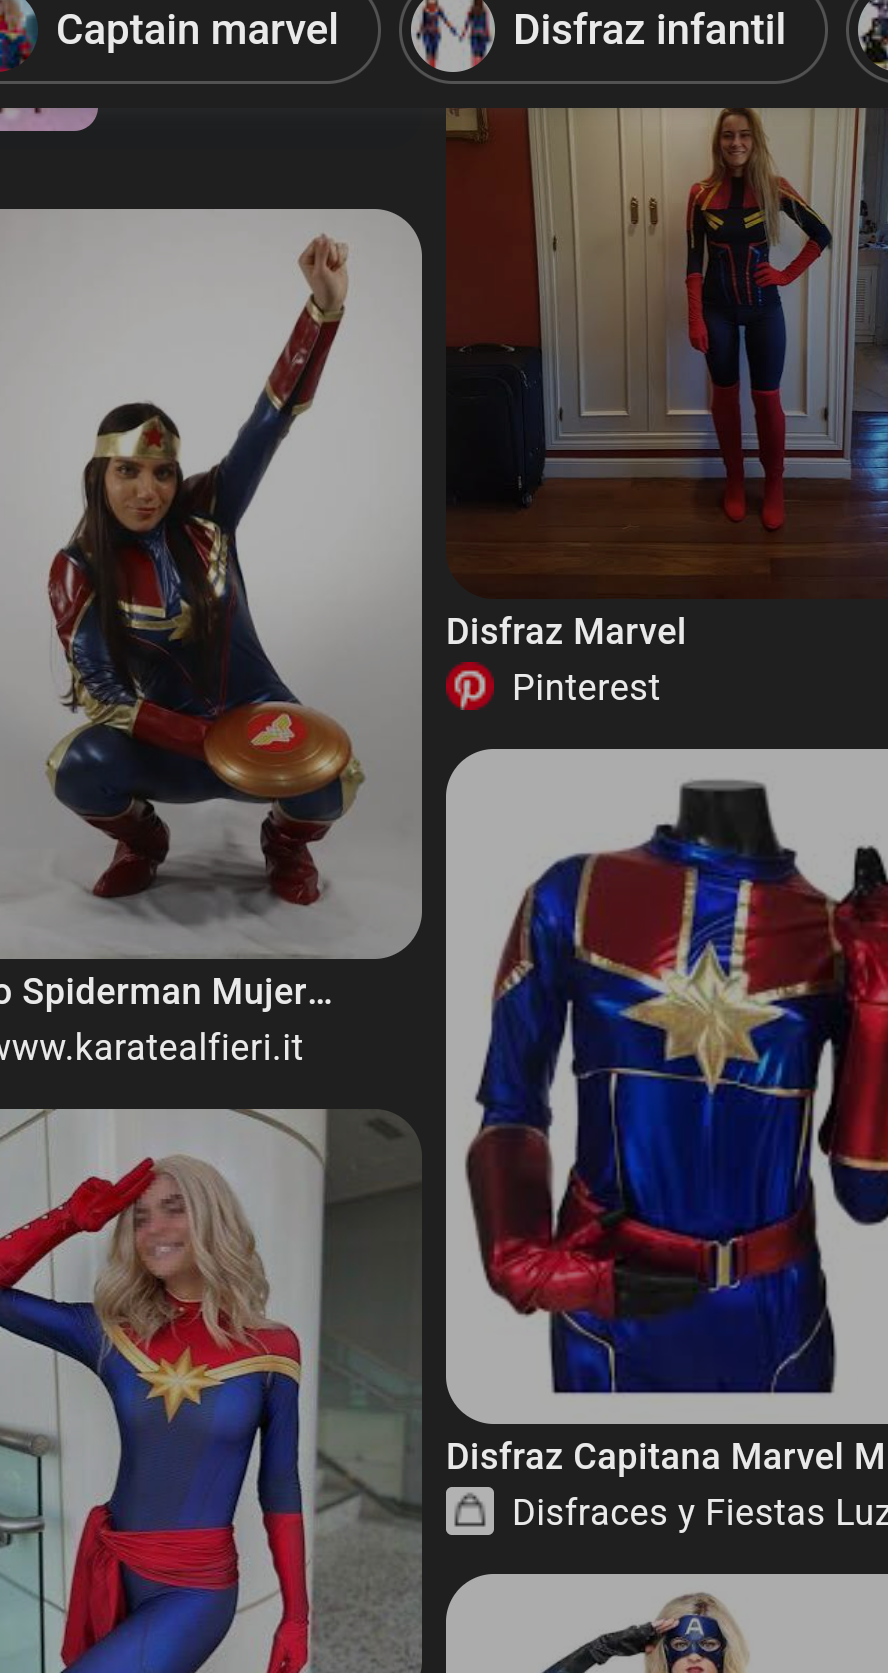 Captain marvel
Disfraz infantil
Disfraz Marvel
Pinterest
o Spiderman Mujer…
www.karatealfieri.it
Disfraz Capitana Marvel M
Disfraces y Fiestas Luz
A